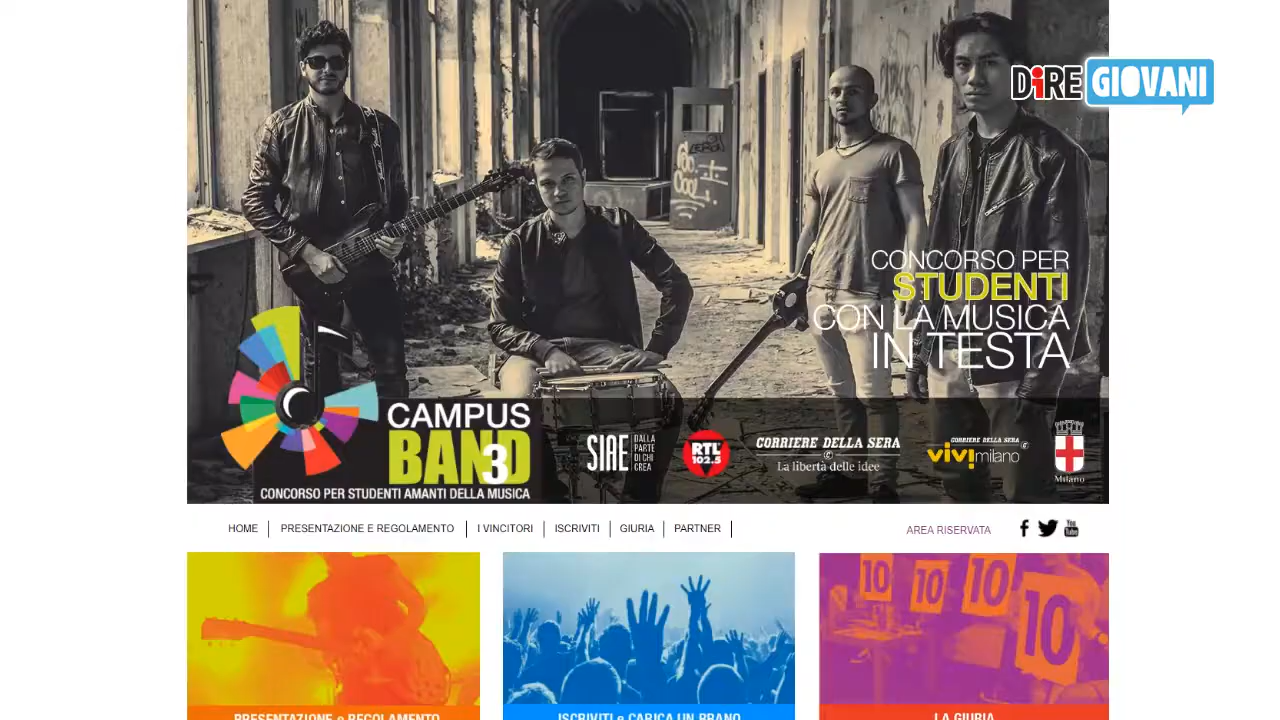 DiRE GIOVANI
CONCORSO PER
STUDENTI
CON LA MUSICA
IN TESTA
CAMPUS
BAND3
CONCORSO PER STUDENTI AMANTI DELLA MUSICA
SIAE DALLA PARTE DI CHI CREA
RTL 102.5
CORRIERE DELLA SERA
La libertà delle idee
CORRIERE DELLA SERA
vivimilano
Milano
HOME PRESENTAZIONE E REGOLAMENTO I VINCITORI ISCRIVITI GIURIA PARTNER AREA RISERVATA You Tube
10 10 10 10
PRESENTAZIONE e REGOLAMENTO ISCRIVITI e CARICA UN BRANO LA GIURIA